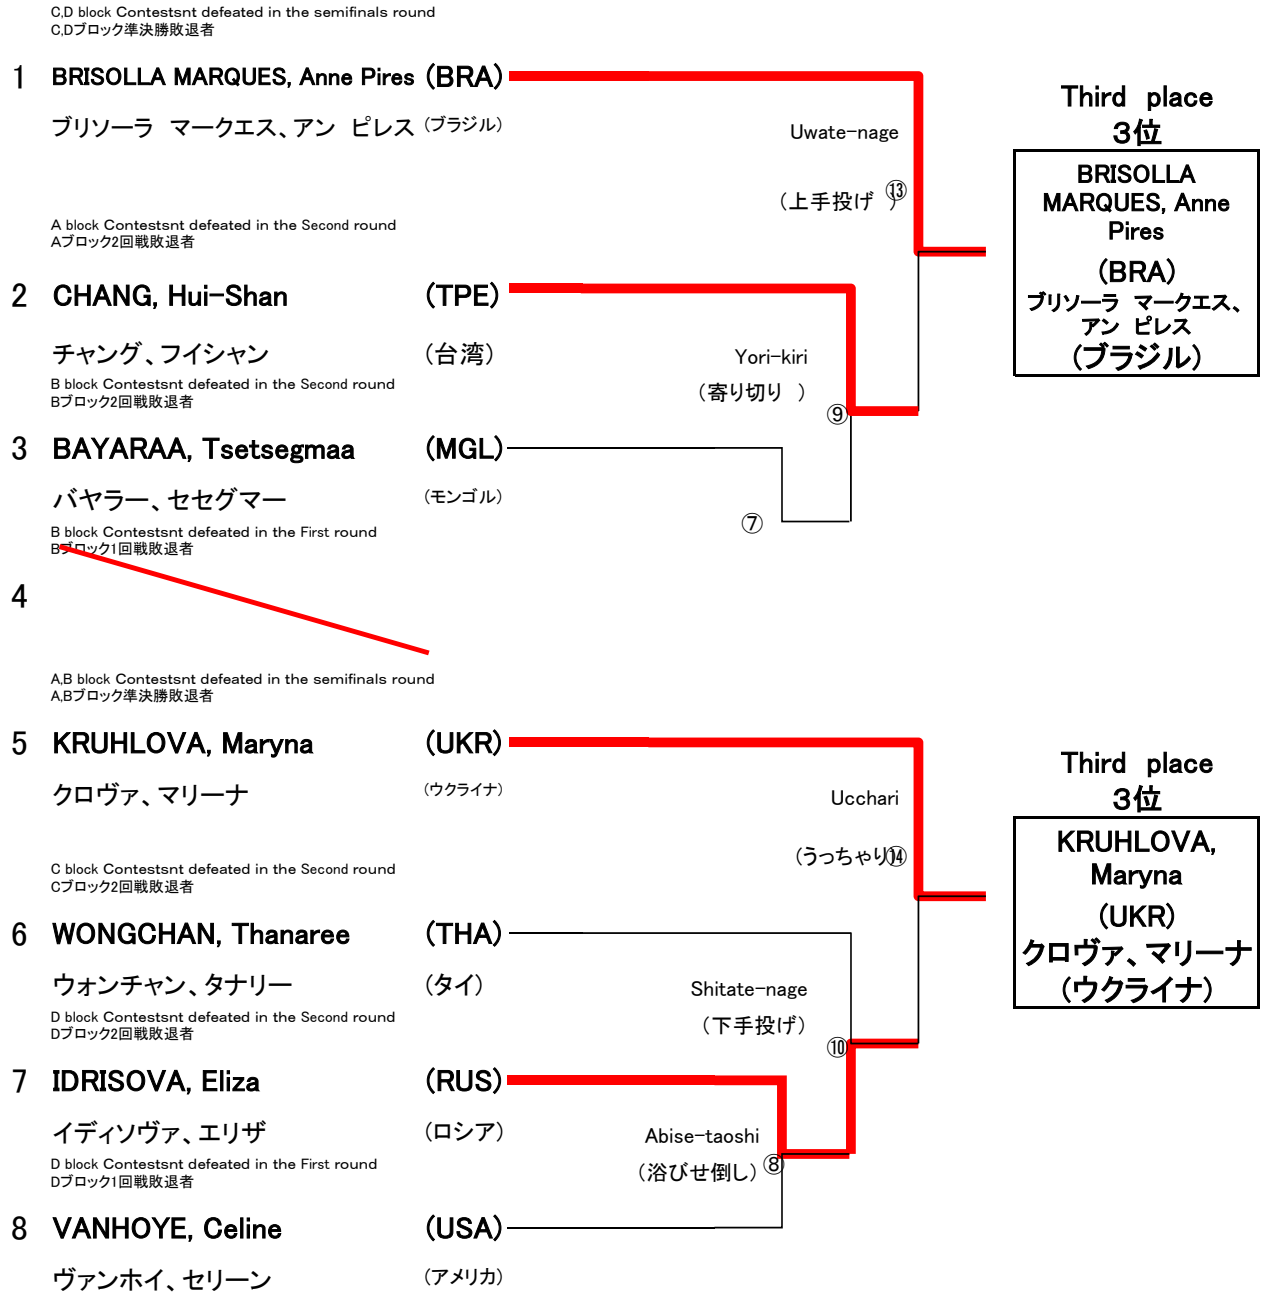 C,D block Contestsnt defeated in the semifinals round
C,Dブロック準決勝敗退者
1 BRISOLLA MARQUES, Anne Pires (BRA)
ブリソーラ　マークエス、アン　ピレス (ブラジル)
Uwate-nage
(上手投げ ) ⑬
Third place
３位
BRISOLLA
MARQUES, Anne
Pires
(BRA)
ブリソーラ　マークエス、
アン　ピレス
(ブラジル)
A block Contestsnt defeated in the Second round
Aブロック2回戦敗退者
2 CHANG, Hui-Shan (TPE)
チャング、フイシャン (台湾)
Yori-kiri
(寄り切り )
⑨
B block Contestsnt defeated in the Second round
Bブロック2回戦敗退者
3 BAYARAA, Tsetsegmaa (MGL)
バヤラー、セセグマー (モンゴル)
⑦
B block Contestsnt defeated in the First round
Bブロック1回戦敗退者
4
A,B block Contestsnt defeated in the semifinals round
A,Bブロック準決勝敗退者
5 KRUHLOVA, Maryna (UKR)
クロヴァ、マリーナ (ウクライナ)
Ucchari
(うっちゃり) ⑭
Third place
３位
KRUHLOVA,
Maryna
(UKR)
クロヴァ、マリーナ
(ウクライナ)
C block Contestsnt defeated in the Second round
Cブロック2回戦敗退者
6 WONGCHAN, Thanaree (THA)
ウォンチャン、タナリー (タイ)
Shitate-nage
(下手投げ)
⑩
D block Contestsnt defeated in the Second round
Dブロック2回戦敗退者
7 IDRISOVA, Eliza (RUS)
イディソヴァ、エリザ (ロシア)
Abise-taoshi
(浴びせ倒し) ⑧
D block Contestsnt defeated in the First round
Dブロック1回戦敗退者
8 VANHOYE, Celine (USA)
ヴァンホイ、セリーン (アメリカ)